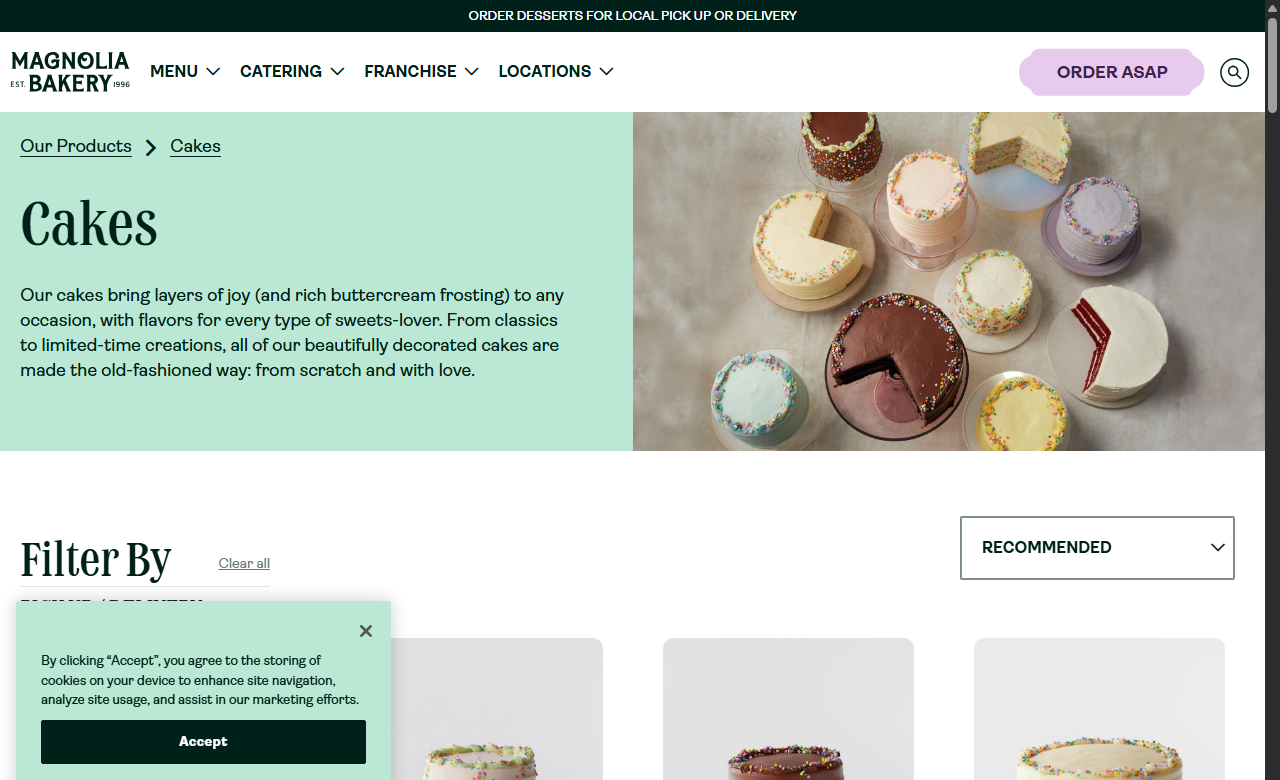 ORDER DESSERTS FOR LOCAL PICK UP OR DELIVERY
MAGNOLIA
EST. BAKERY 1996
MENU
CATERING
FRANCHISE
LOCATIONS
ORDER ASAP
Our Products
Cakes
Cakes
Our cakes bring layers of joy (and rich buttercream frosting) to any
occasion, with flavors for every type of sweets-lover. From classics
to limited-time creations, all of our beautifully decorated cakes are
made the old-fashioned way: from scratch and with love.
Filter By
Clear all
RECOMMENDED
By clicking “Accept”, you agree to the storing of
cookies on your device to enhance site navigation,
analyze site usage, and assist in our marketing efforts.
Accept